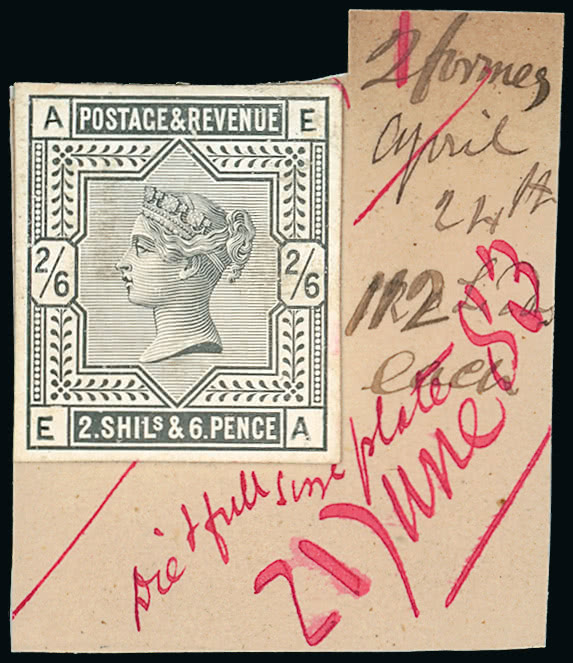 A POSTAGE & REVENUE E
2/6 2/6
E 2.SHILS & 6.PENCE A
2 formes
April
24th
112
each
Die & full size plate
21 June 83